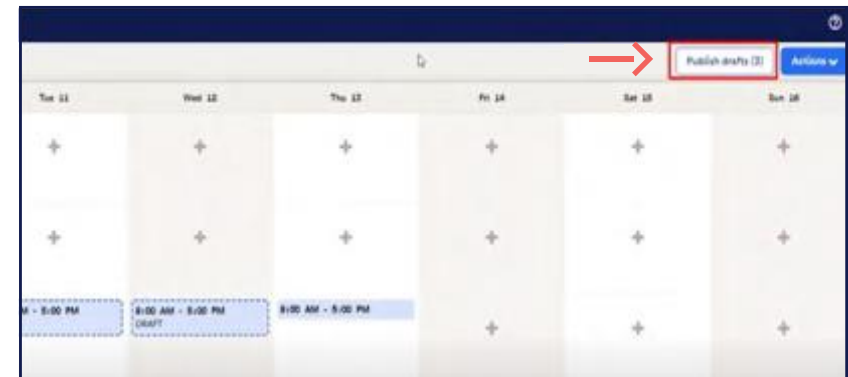 Publish drafts (3)
Actions
Tue 11
Wed 12
Thu 13
Fri 14
Sat 15
Sun 16
M - 5:00 PM
8:00 AM - 5:00 PM
8:00 AM - 5:00 PM
DRAFT